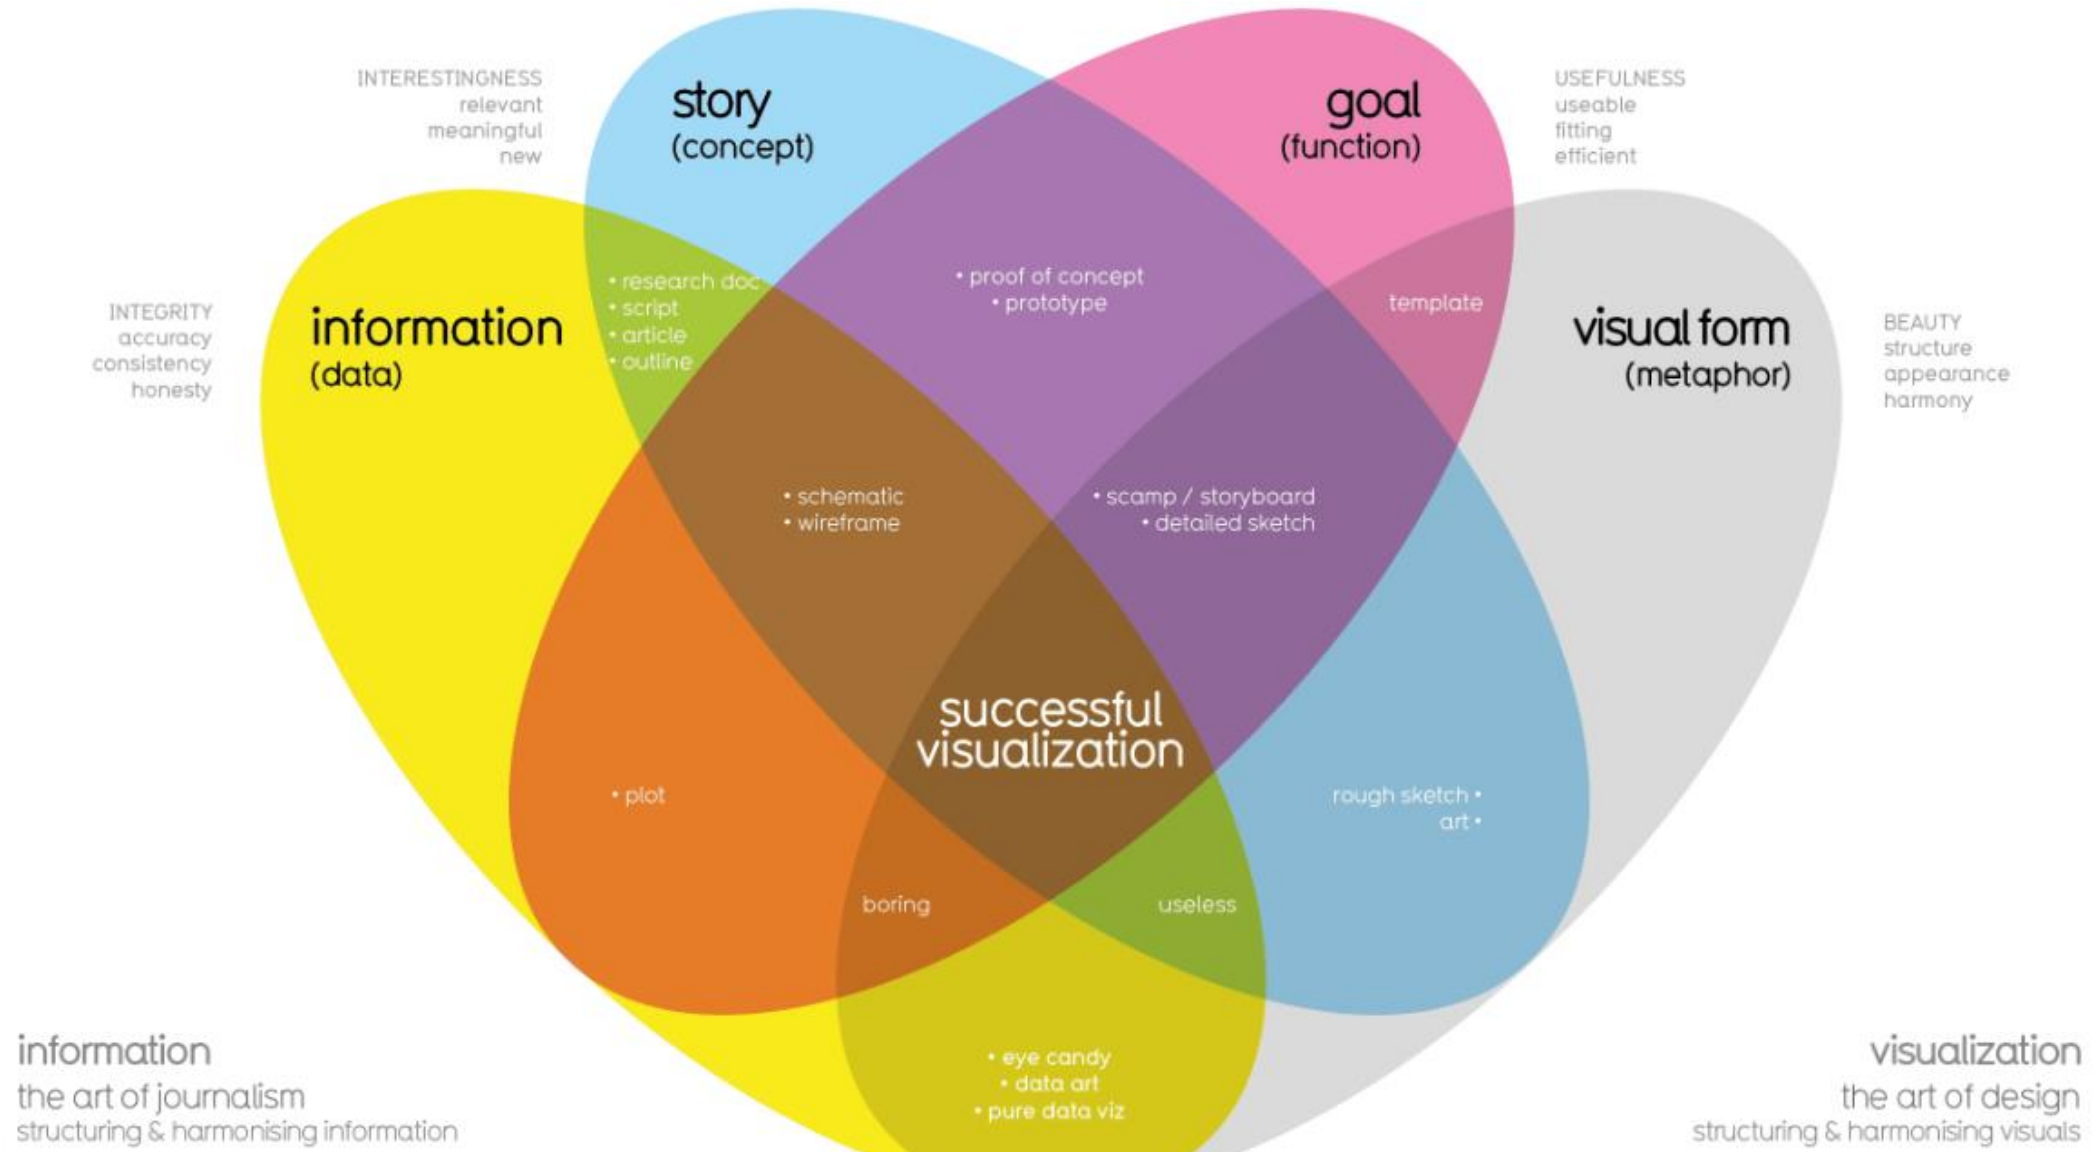 INTERESTINGNESS
relevant
meaningful
new
story
(concept)
goal
(function)
USEFULNESS
useable
fitting
efficient
INTEGRITY
accuracy
consistency
honesty
information
(data)
• research doc
• script
• article
• outline
• proof of concept
• prototype
template
visual form
(metaphor)
BEAUTY
structure
appearance
harmony
• schematic
• wireframe
• scamp / storyboard
• detailed sketch
successful
visualization
• plot
rough sketch •
art •
boring
useless
• eye candy
• data art
• pure data viz
information
the art of journalism
structuring & harmonising information
visualization
the art of design
structuring & harmonising visuals